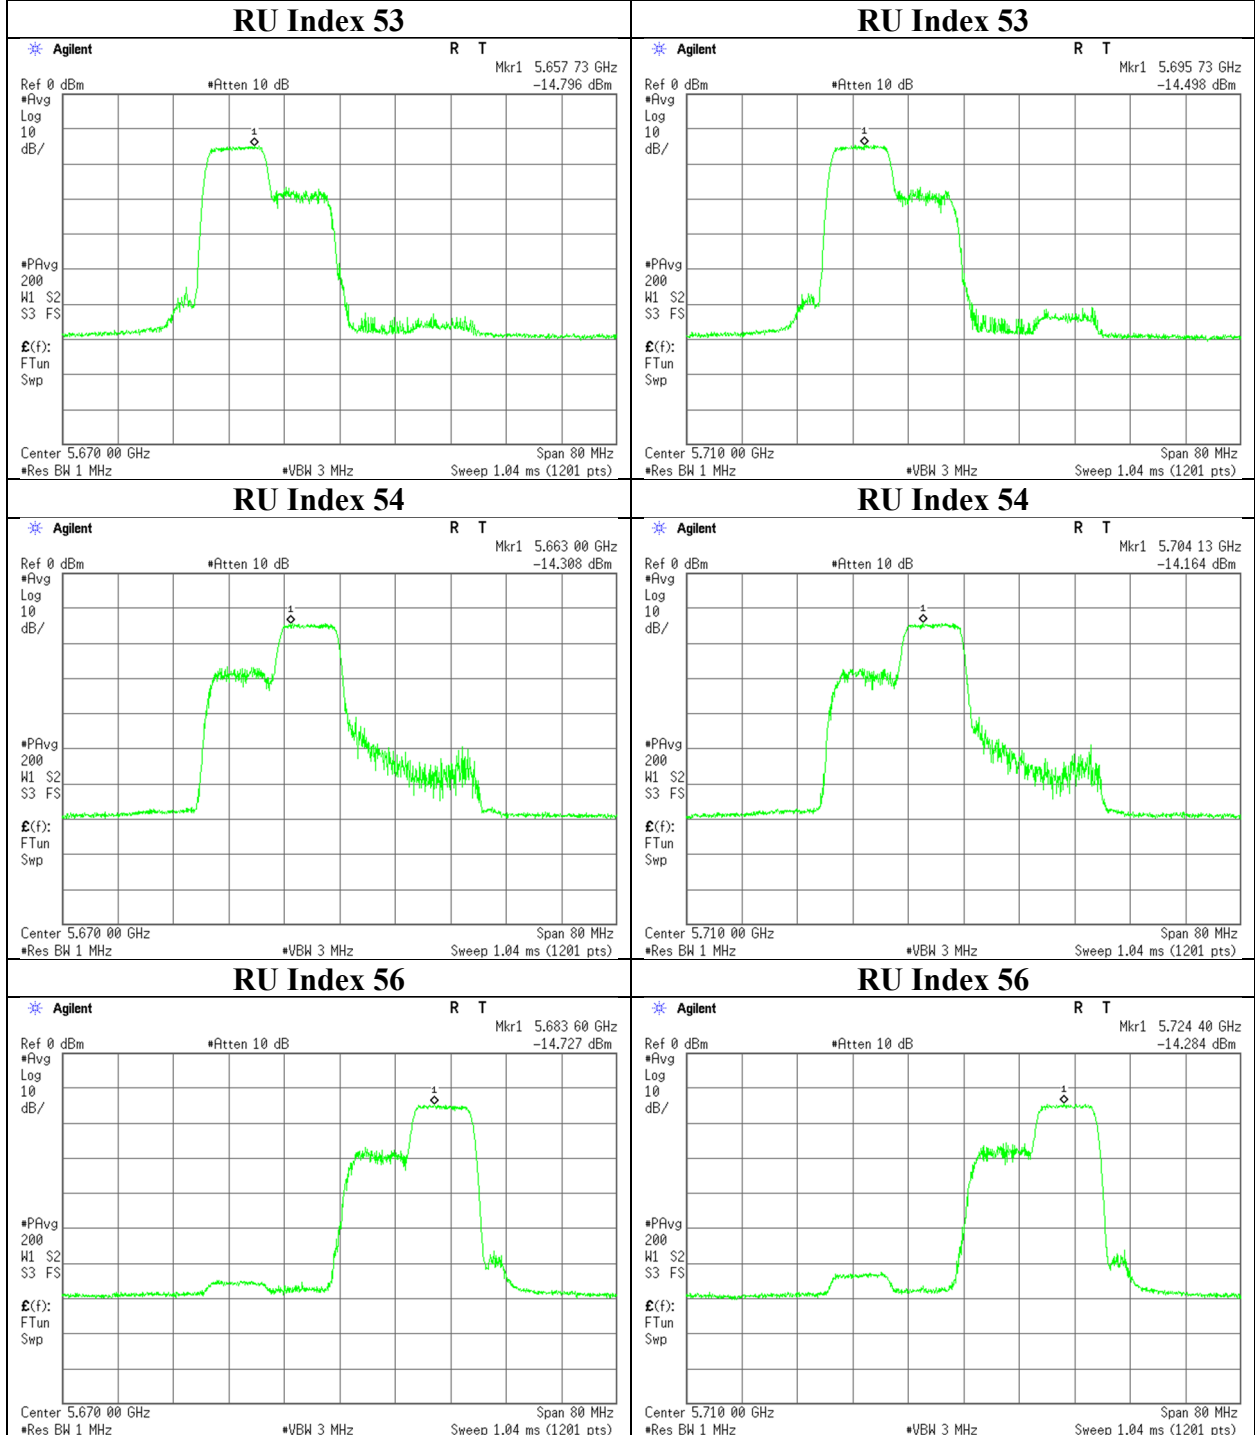 RU Index 53
Agilent R T
Mkr1 5.657 73 GHz
Ref 0 dBm #Atten 10 dB -14.796 dBm
#Avg
Log
10
dB/
1
#PAvg
200
W1 S2
S3 FS
£(f):
FTun
Swp
Center 5.670 00 GHz Span 80 MHz
#Res BW 1 MHz #VBW 3 MHz Sweep 1.04 ms (1201 pts)
RU Index 53
Agilent R T
Mkr1 5.695 73 GHz
Ref 0 dBm #Atten 10 dB -14.498 dBm
#Avg
Log
10
dB/
1
#PAvg
200
W1 S2
S3 FS
£(f):
FTun
Swp
Center 5.710 00 GHz Span 80 MHz
#Res BW 1 MHz #VBW 3 MHz Sweep 1.04 ms (1201 pts)
RU Index 54
Agilent R T
Mkr1 5.663 00 GHz
Ref 0 dBm #Atten 10 dB -14.308 dBm
#Avg
Log
10
dB/
1
#PAvg
200
W1 S2
S3 FS
£(f):
FTun
Swp
Center 5.670 00 GHz Span 80 MHz
#Res BW 1 MHz #VBW 3 MHz Sweep 1.04 ms (1201 pts)
RU Index 54
Agilent R T
Mkr1 5.704 13 GHz
Ref 0 dBm #Atten 10 dB -14.164 dBm
#Avg
Log
10
dB/
1
#PAvg
200
W1 S2
S3 FS
£(f):
FTun
Swp
Center 5.710 00 GHz Span 80 MHz
#Res BW 1 MHz #VBW 3 MHz Sweep 1.04 ms (1201 pts)
RU Index 56
Agilent R T
Mkr1 5.683 60 GHz
Ref 0 dBm #Atten 10 dB -14.727 dBm
#Avg
Log
10
dB/
1
#PAvg
200
W1 S2
S3 FS
£(f):
FTun
Swp
Center 5.670 00 GHz Span 80 MHz
#Res BW 1 MHz #VBW 3 MHz Sweep 1.04 ms (1201 pts)
RU Index 56
Agilent R T
Mkr1 5.724 40 GHz
Ref 0 dBm #Atten 10 dB -14.284 dBm
#Avg
Log
10
dB/
1
#PAvg
200
W1 S2
S3 FS
£(f):
FTun
Swp
Center 5.710 00 GHz Span 80 MHz
#Res BW 1 MHz #VBW 3 MHz Sweep 1.04 ms (1201 pts)